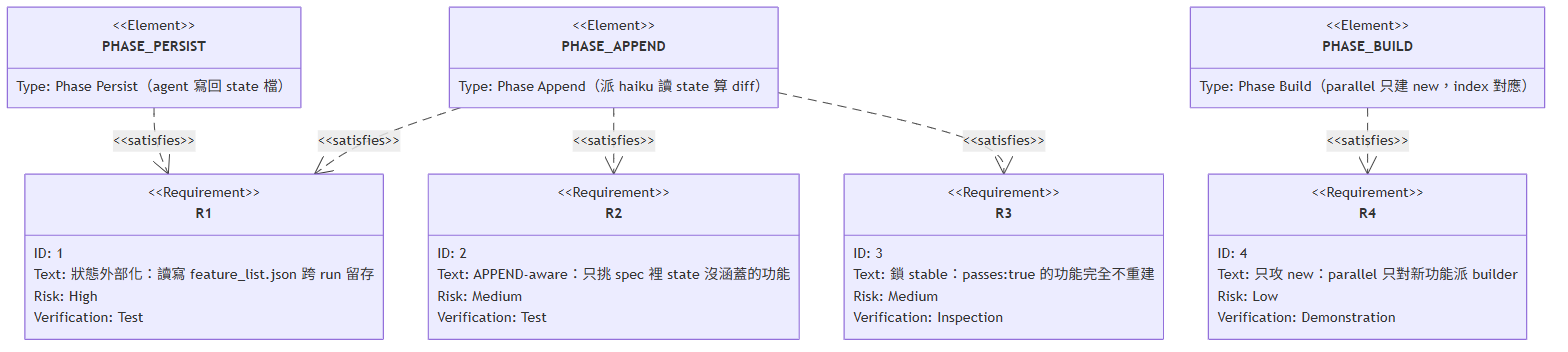 <<Element>>
PHASE_PERSIST
Type: Phase Persist（agent 寫回 state 檔）
<<Element>>
PHASE_APPEND
Type: Phase Append（派 haiku 讀 state 算 diff）
<<Element>>
PHASE_BUILD
Type: Phase Build（parallel 只建 new，index 對應）
<<satisfies>>
<<satisfies>>
<<satisfies>>
<<satisfies>>
<<satisfies>>
<<Requirement>>
R1
ID: 1
Text: 狀態外部化：讀寫 feature_list.json 跨 run 留存
Risk: High
Verification: Test
<<Requirement>>
R2
ID: 2
Text: APPEND-aware：只挑 spec 裡 state 沒涵蓋的功能
Risk: Medium
Verification: Test
<<Requirement>>
R3
ID: 3
Text: 鎖 stable：passes:true 的功能完全不重建
Risk: Medium
Verification: Inspection
<<Requirement>>
R4
ID: 4
Text: 只攻 new：parallel 只對新功能派 builder
Risk: Low
Verification: Demonstration